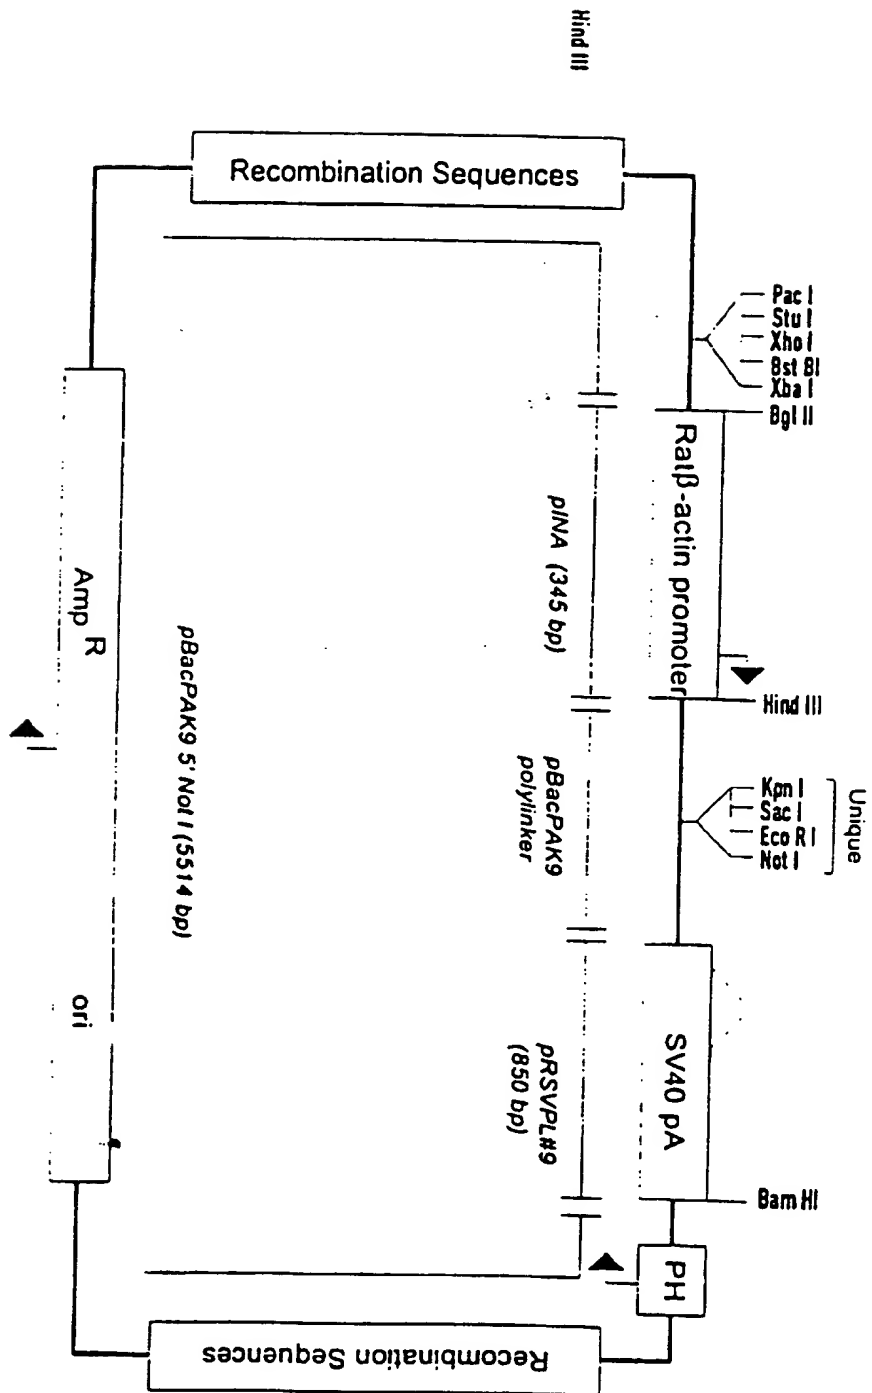 Hind III
Recombination Sequences
Pac I
Stu I
Xho I
Bst BI
Xba I
Bgl II
Ratβ-actin promoter
Hind III
Unique
Kpn I
Sac I
Eco R I
Not I
SV40 pA
Bam HI
PH
Recombination Sequences
pINA (345 bp)
pBacPAK9
polylinker
pRSVPL#9
(850 bp)
pBacPAK9 5' Not I (5514 bp)
Amp R
ori